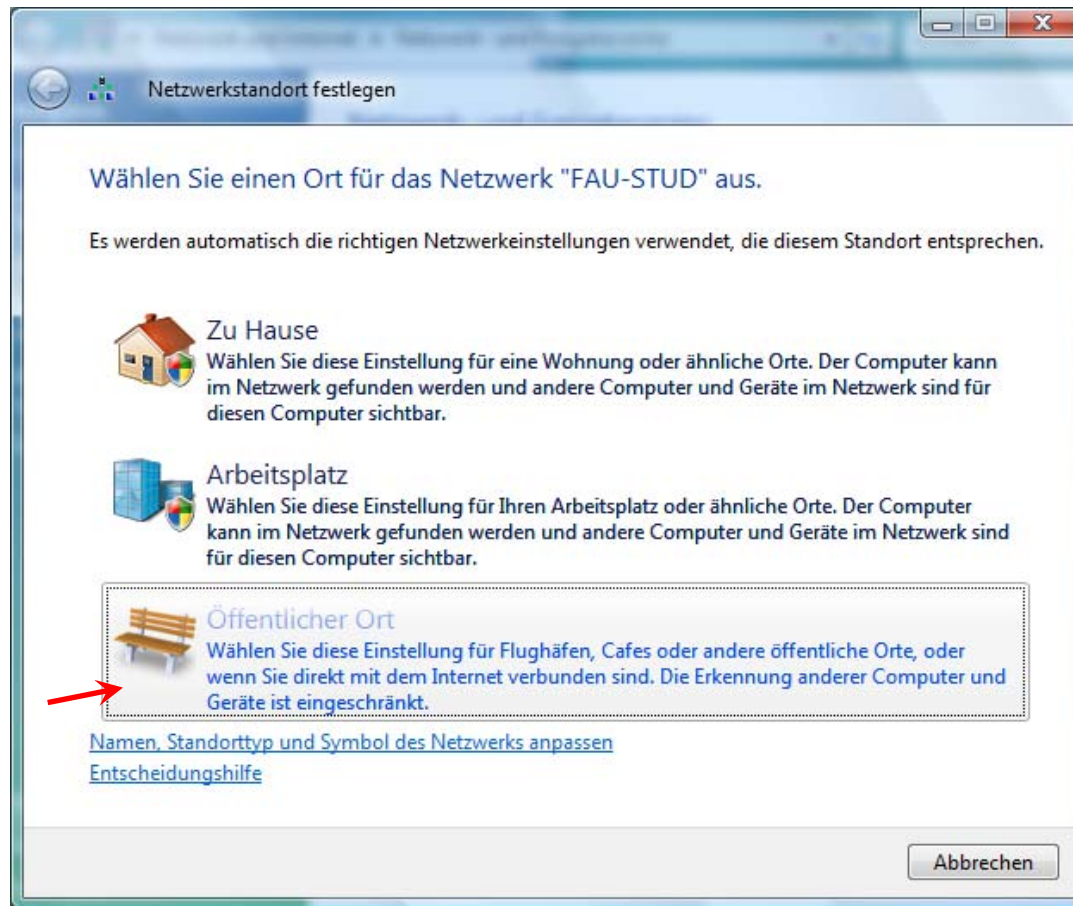 Netzwerkstandort festlegen
Wählen Sie einen Ort für das Netzwerk "FAU-STUD" aus.
Es werden automatisch die richtigen Netzwerkeinstellungen verwendet, die diesem Standort entsprechen.
Zu Hause
Wählen Sie diese Einstellung für eine Wohnung oder ähnliche Orte. Der Computer kann
im Netzwerk gefunden werden und andere Computer und Geräte im Netzwerk sind für
diesen Computer sichtbar.
Arbeitsplatz
Wählen Sie diese Einstellung für Ihren Arbeitsplatz oder ähnliche Orte. Der Computer
kann im Netzwerk gefunden werden und andere Computer und Geräte im Netzwerk sind
für diesen Computer sichtbar.
Öffentlicher Ort
Wählen Sie diese Einstellung für Flughäfen, Cafes oder andere öffentliche Orte, oder
wenn Sie direkt mit dem Internet verbunden sind. Die Erkennung anderer Computer und
Geräte ist eingeschränkt.
Namen, Standorttyp und Symbol des Netzwerks anpassen
Entscheidungshilfe
Abbrechen